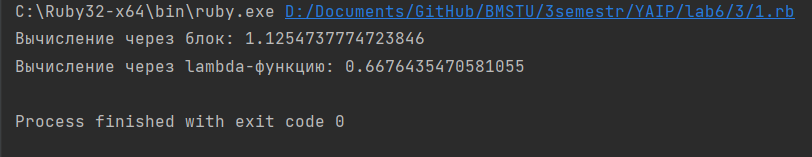 C:\Ruby32-x64\bin\ruby.exe D:/Documents/GitHub/BMSTU/3semestr/YAIP/lab6/3/1.rb
Вычисление через блок: 1.1254737774723846
Вычисление через lambda-функцию: 0.6676435470581055
Process finished with exit code 0